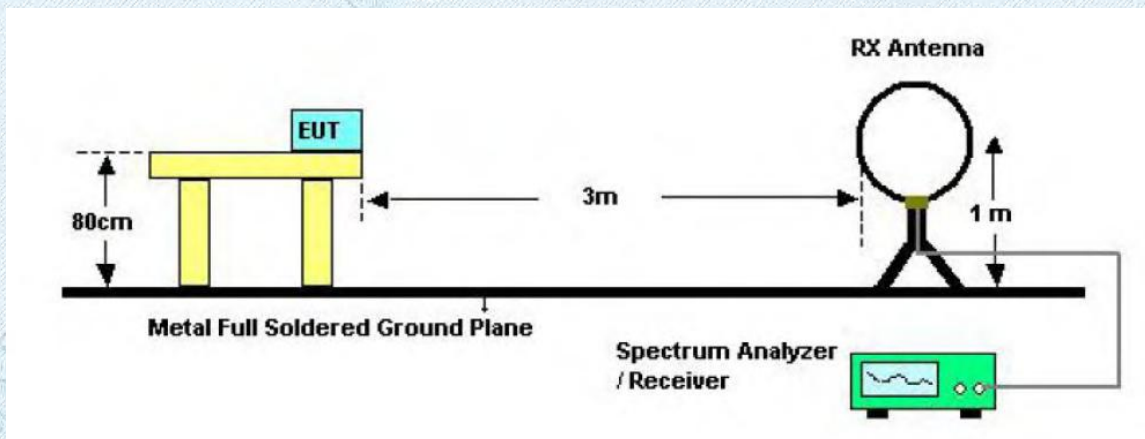 RX Antenna
EUT
3m
80cm
1 m
Metal Full Soldered Ground Plane
Spectrum Analyzer
/ Receiver